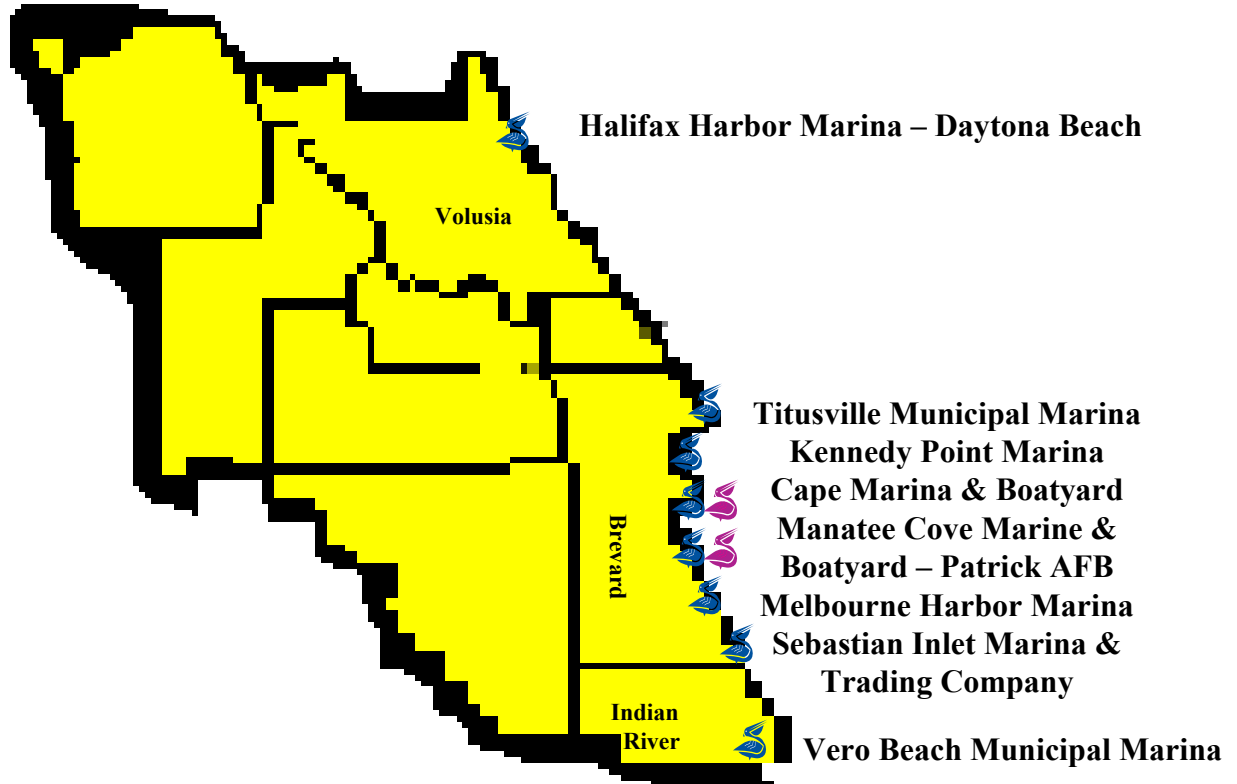 Halifax Harbor Marina – Daytona Beach
Volusia
Titusville Municipal Marina
Kennedy Point Marina
Cape Marina & Boatyard
Manatee Cove Marine &
Boatyard – Patrick AFB
Brevard
Melbourne Harbor Marina
Sebastian Inlet Marina &
Trading Company
Indian
River
Vero Beach Municipal Marina